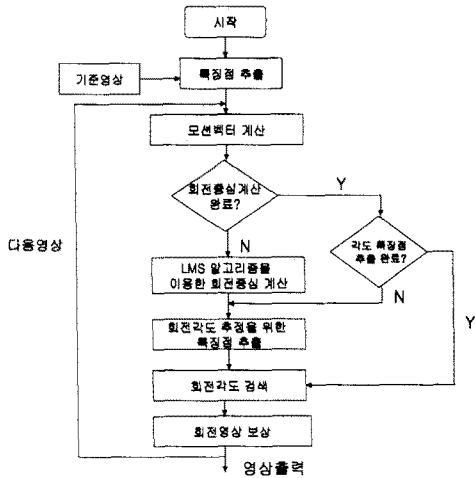 시작
기준영상
특징점 추출
모션벡터 계산
회전중심계산
완료?
Y
다음영상
각도 특징점
추출 완료?
N
LMS 알고리즘을
이용한 회전중심 계산
N
Y
회전각도 추정을 위한
특징점 추출
회전각도 검색
회전영상 보상
영상출력